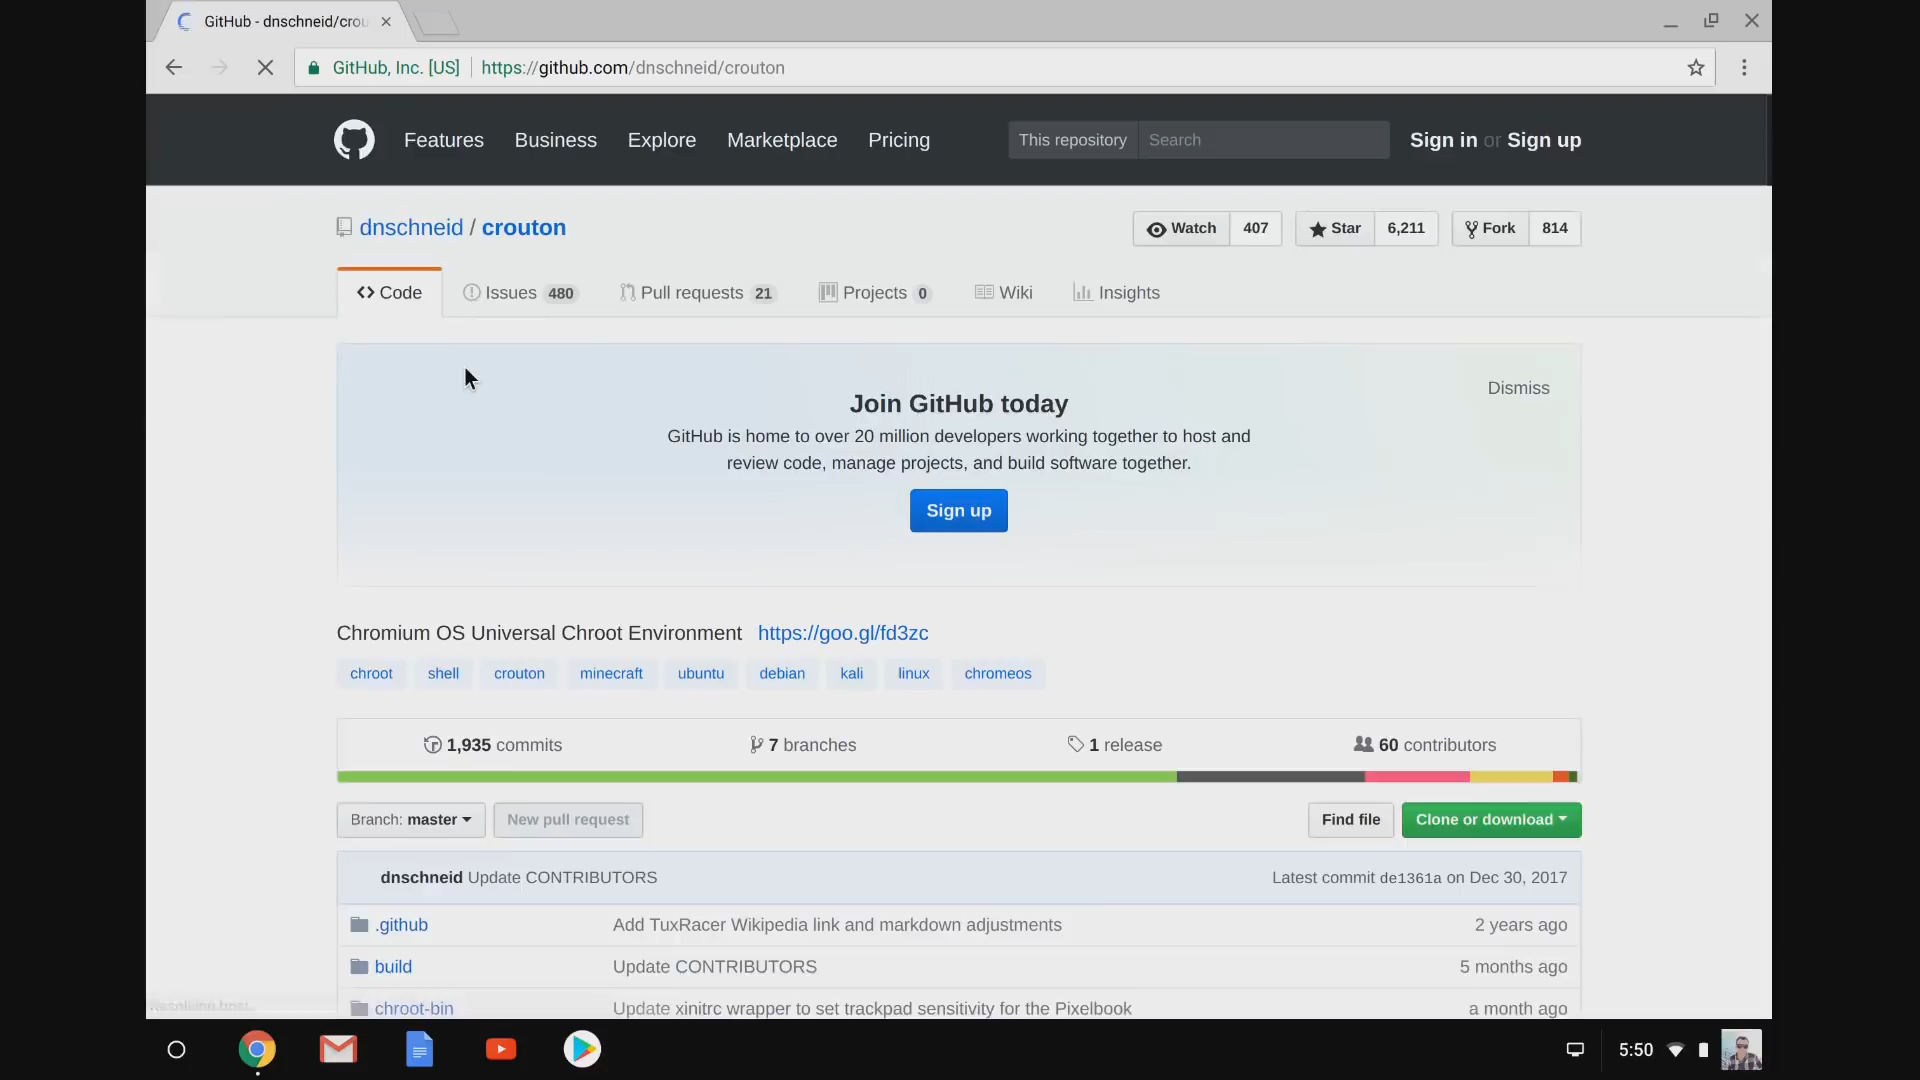 GitHub - dnschneid/crou
GitHub, Inc. [US] https://github.com/dnschneid/crouton
Features Business Explore Marketplace Pricing This repository Search Sign in or Sign up
dnschneid / crouton Watch 407 Star 6,211 Fork 814
Code Issues 480 Pull requests 21 Projects 0 Wiki Insights
Dismiss
Join GitHub today
GitHub is home to over 20 million developers working together to host and
review code, manage projects, and build software together.
Sign up
Chromium OS Universal Chroot Environment https://goo.gl/fd3zc
chroot shell crouton minecraft ubuntu debian kali linux chromeos
1,935 commits 7 branches 1 release 60 contributors
Branch: master New pull request Find file Clone or download
dnschneid Update CONTRIBUTORS Latest commit de1361a on Dec 30, 2017
.github Add TuxRacer Wikipedia link and markdown adjustments 2 years ago
build Update CONTRIBUTORS 5 months ago
Resolving host...
chroot-bin Update xinitrc wrapper to set trackpad sensitivity for the Pixelbook a month ago
5:50